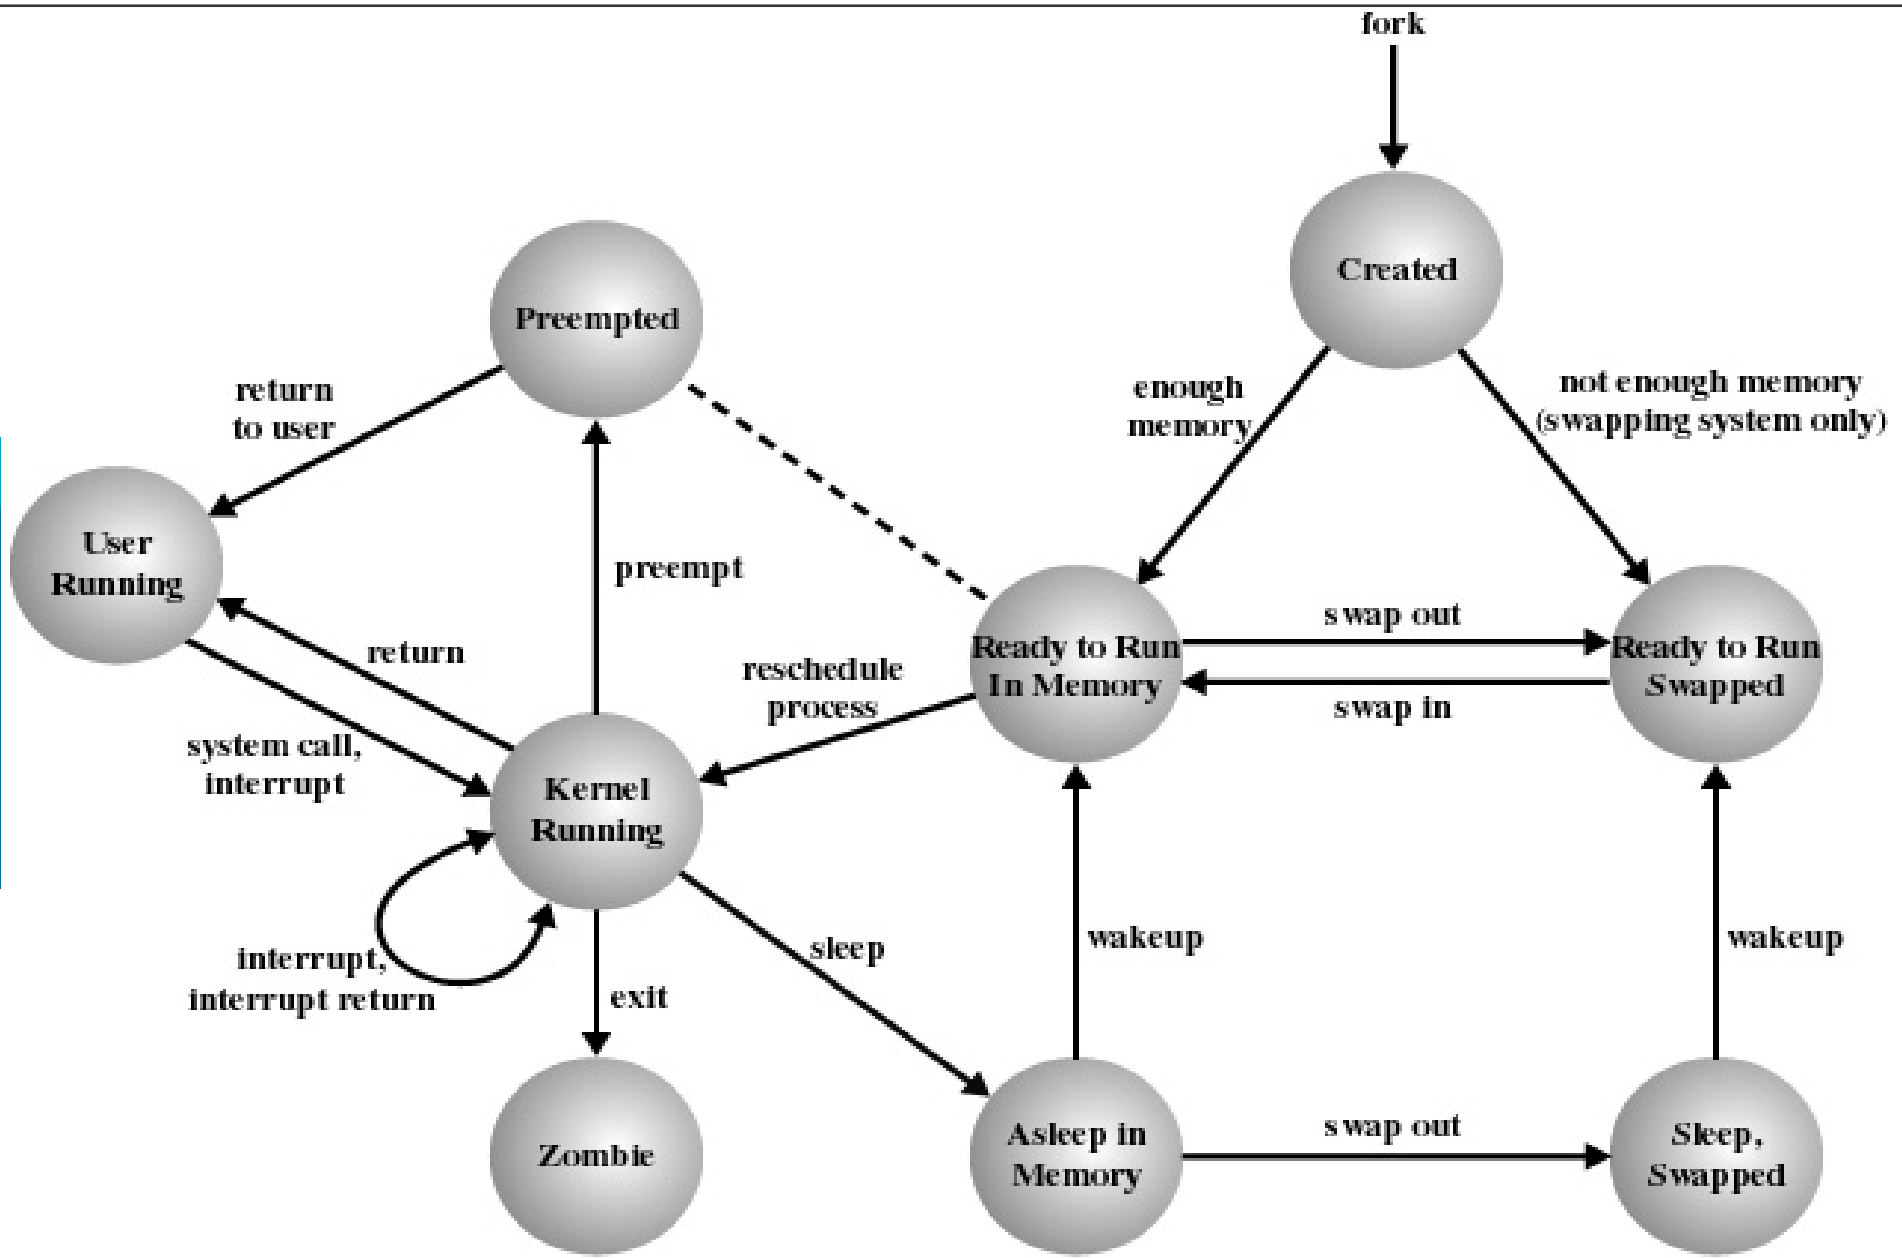 fork
Created
Preempted
enough
memory
not enough memory
(swapping system only)
return
to user
User
Running
preempt
return
reschedule
process
Ready to Run
In Memory
swap out
swap in
Ready to Run
Swapped
system call,
interrupt
Kernel
Running
interrupt,
interrupt return
exit
sleep
wakeup
wakeup
Zombie
Asleep in
Memory
swap out
Sleep,
Swapped